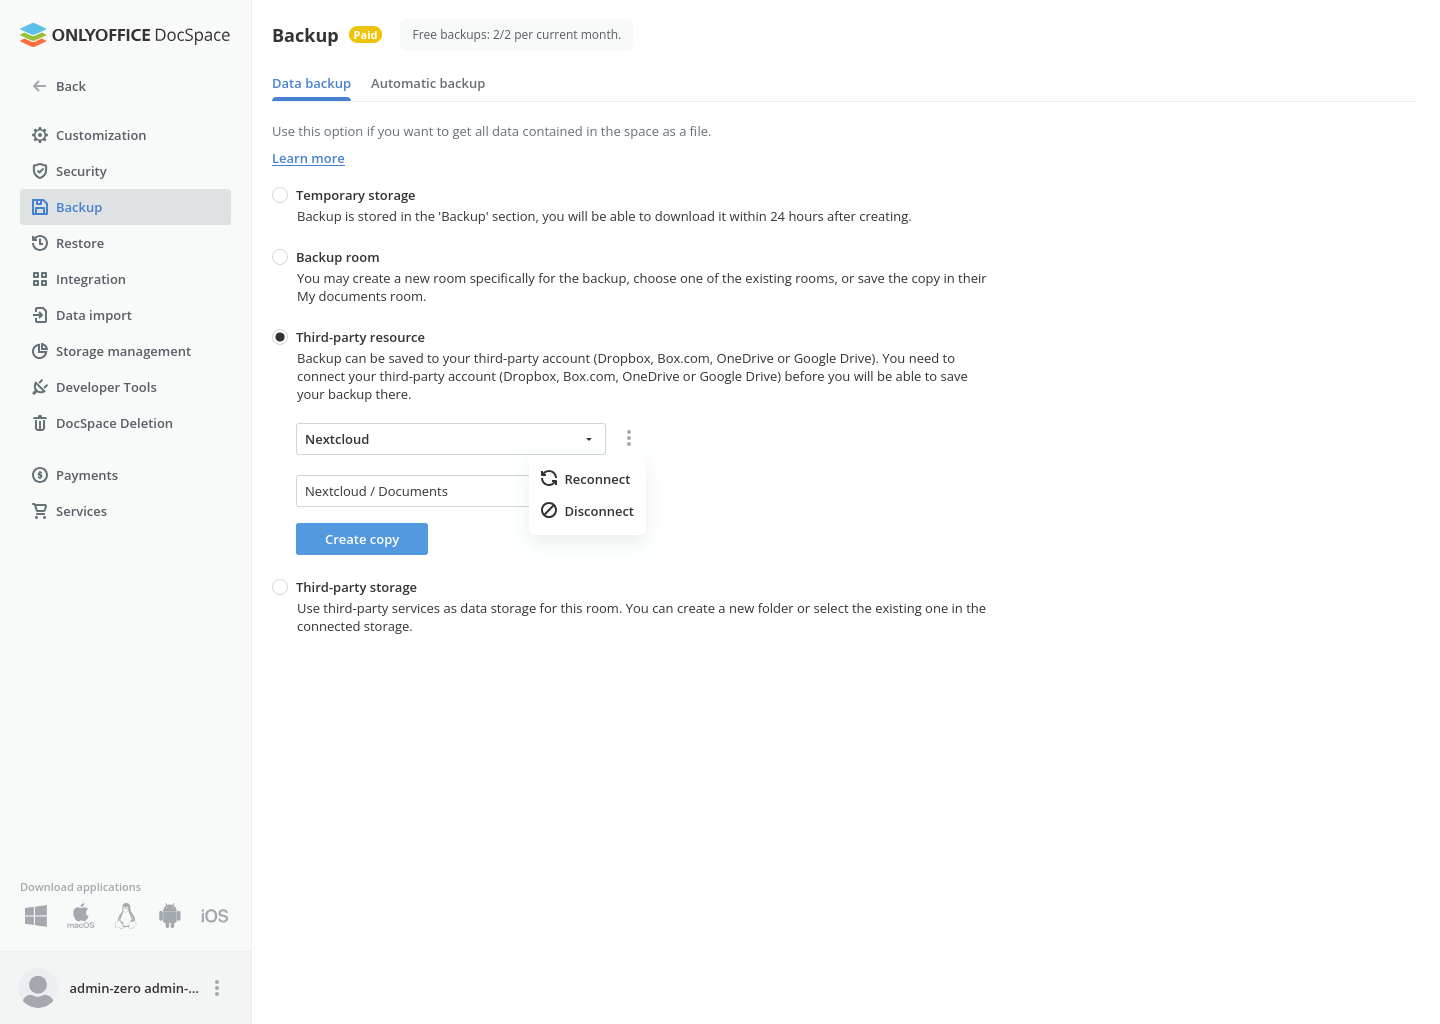 ONLYOFFICE DocSpace
Back
Customization
Security
Backup
Restore
Integration
Data import
Storage management
Developer Tools
DocSpace Deletion
Payments
Services
Download applications
macOS
iOS
admin-zero admin-...
Backup
Paid
Free backups: 2/2 per current month.
Data backup
Automatic backup
Use this option if you want to get all data contained in the space as a file.
Learn more
Temporary storage
Backup is stored in the 'Backup' section, you will be able to download it within 24 hours after creating.
Backup room
You may create a new room specifically for the backup, choose one of the existing rooms, or save the copy in their
My documents room.
Third-party resource
Backup can be saved to your third-party account (Dropbox, Box.com, OneDrive or Google Drive). You need to
connect your third-party account (Dropbox, Box.com, OneDrive or Google Drive) before you will be able to save
your backup there.
Nextcloud
Reconnect
Nextcloud / Documents
Disconnect
Create copy
Third-party storage
Use third-party services as data storage for this room. You can create a new folder or select the existing one in the
connected storage.